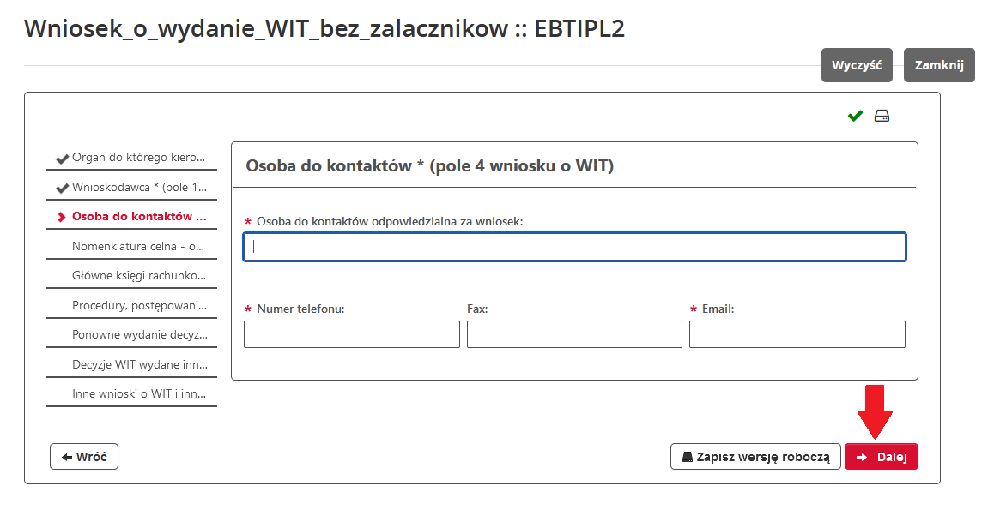 Wniosek_o_wydanie_WIT_bez_zalacznikow :: EBTIPL2
Wyczyść
Zamknij
Organ do którego kiero...
Wnioskodawca * (pole 1...
Osoba do kontaktów ...
Nomenklatura celna - o...
Główne księgi rachunko...
Procedury, postępowani...
Ponowne wydanie decyz...
Decyzje WIT wydane inn...
Inne wnioski o WIT i inn...
Osoba do kontaktów * (pole 4 wniosku o WIT)
* Osoba do kontaktów odpowiedzialna za wniosek:
* Numer telefonu:
Fax:
* Email:
Wróć
Zapisz wersję roboczą
Dalej